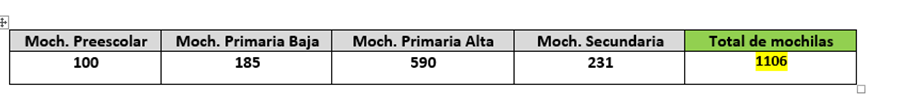 Moch. Preescolar Moch. Primaria Baja Moch. Primaria Alta Moch. Secundaria Total de mochilas
100 185 590 231 1106